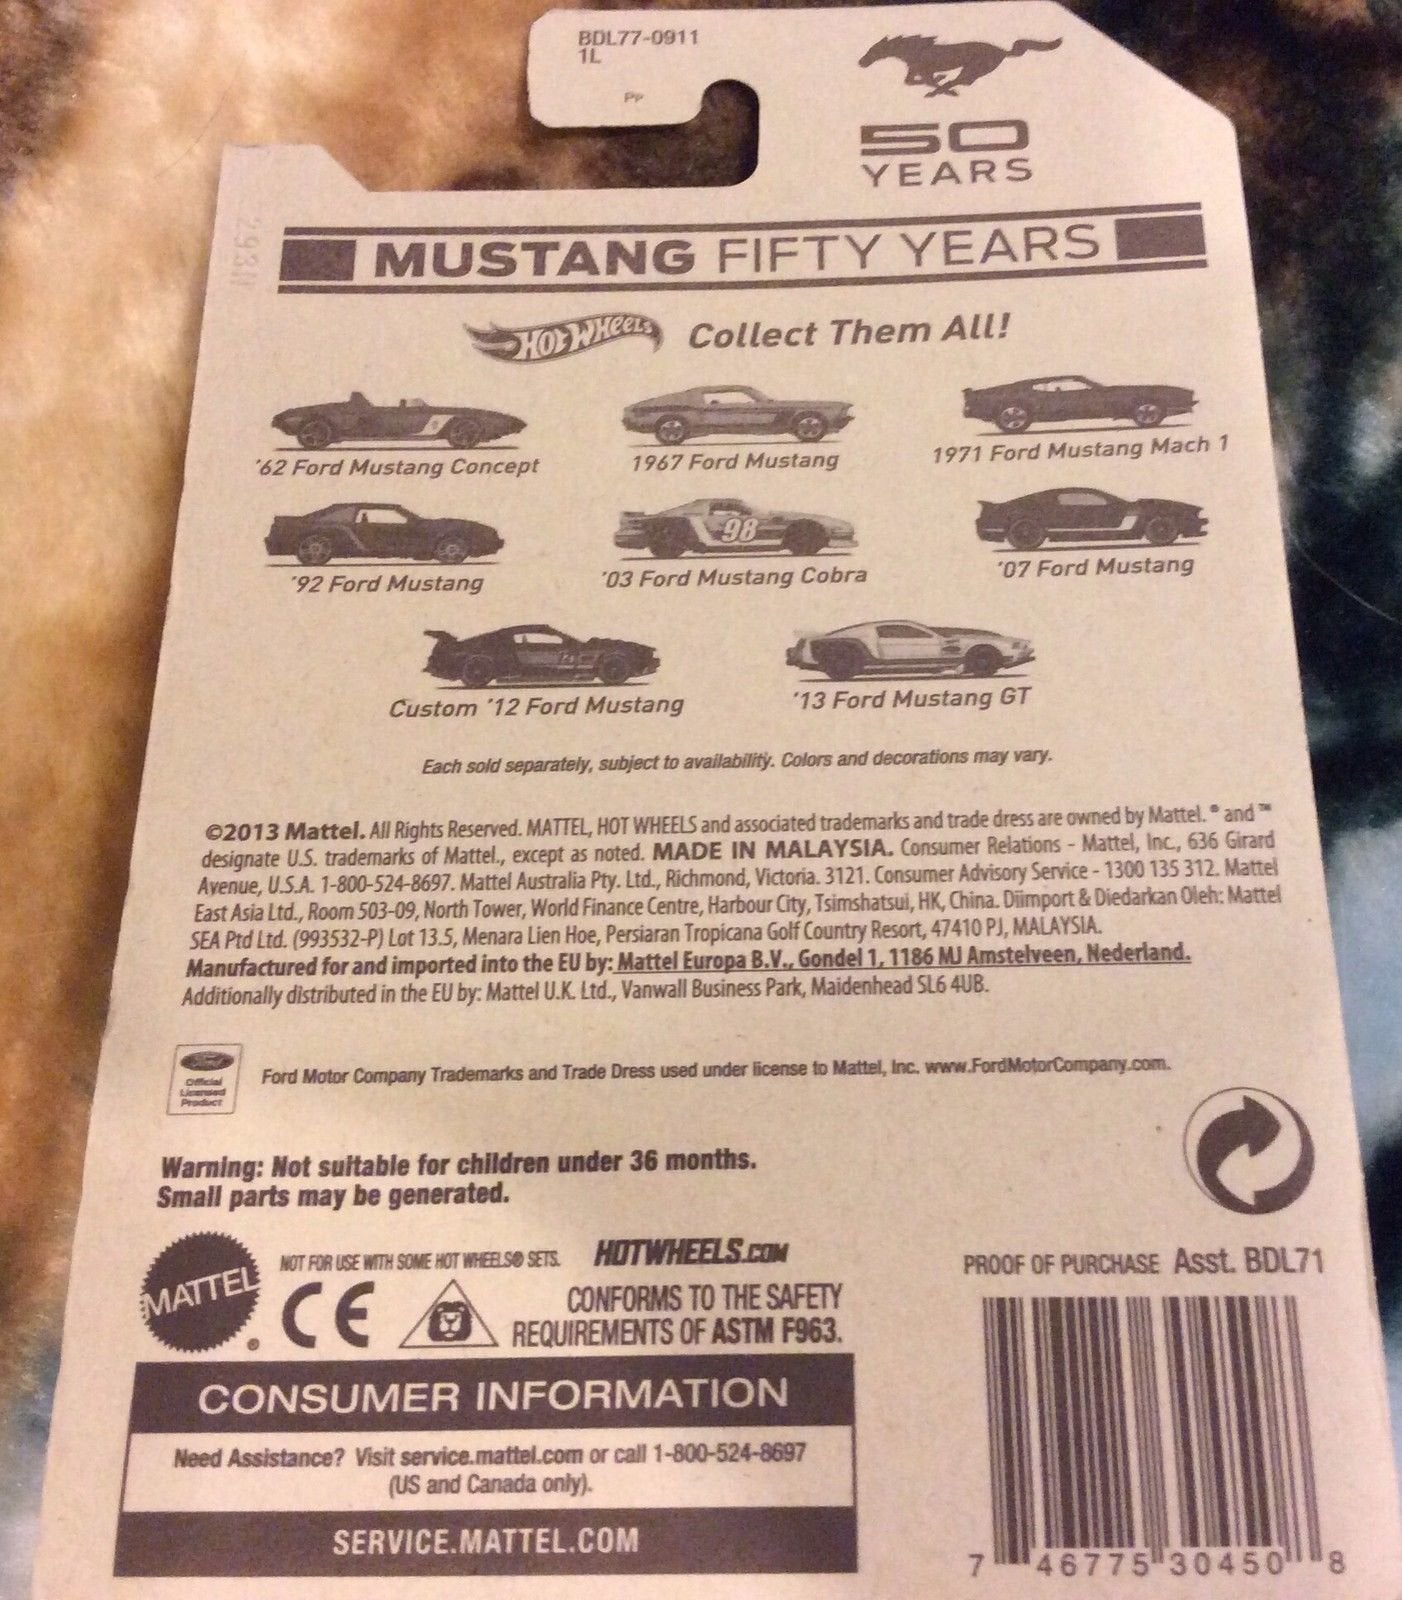 BDL77-0911
1L
PP
50
YEARS
MUSTANG FIFTY YEARS
HOT WHEELS Collect Them All!
'62 Ford Mustang Concept
1967 Ford Mustang
1971 Ford Mustang Mach 1
98
'92 Ford Mustang
'03 Ford Mustang Cobra
'07 Ford Mustang
Custom '12 Ford Mustang
'13 Ford Mustang GT
Each sold separately, subject to availability. Colors and decorations may vary.
©2013 Mattel. All Rights Reserved. MATTEL, HOT WHEELS and associated trademarks and trade dress are owned by Mattel. ® and ™
designate U.S. trademarks of Mattel., except as noted. MADE IN MALAYSIA. Consumer Relations - Mattel, Inc., 636 Girard
Avenue, U.S.A. 1-800-524-8697. Mattel Australia Pty. Ltd., Richmond, Victoria. 3121. Consumer Advisory Service - 1300 135 312. Mattel
East Asia Ltd., Room 503-09, North Tower, World Finance Centre, Harbour City, Tsimshatsui, HK, China. Diimport & Diedarkan Oleh: Mattel
SEA Ptd Ltd. (993532-P) Lot 13.5, Menara Lien Hoe, Persiaran Tropicana Golf Country Resort, 47410 PJ, MALAYSIA.
Manufactured for and imported into the EU by: Mattel Europa B.V., Gondel 1, 1186 MJ Amstelveen, Nederland.
Additionally distributed in the EU by: Mattel U.K. Ltd., Vanwall Business Park, Maidenhead SL6 4UB.
Ford
Official
Licensed
Product
Ford Motor Company Trademarks and Trade Dress used under license to Mattel, Inc. www.FordMotorCompany.com.
Warning: Not suitable for children under 36 months.
Small parts may be generated.
MATTEL®
NOT FOR USE WITH SOME HOT WHEELS® SETS.
HOTWHEELS.COM
CE
CONFORMS TO THE SAFETY
REQUIREMENTS OF ASTM F963.
PROOF OF PURCHASE Asst. BDL71
CONSUMER INFORMATION
Need Assistance? Visit service.mattel.com or call 1-800-524-8697
(US and Canada only).
SERVICE.MATTEL.COM
7 46775 30450 8